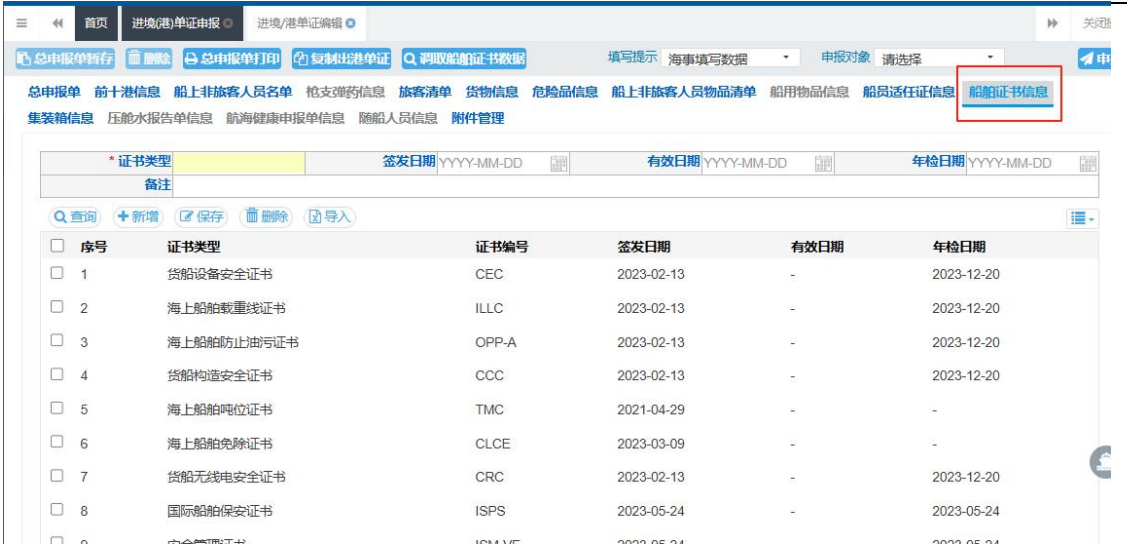 首页 进境(港)单证申报 进境/港单证编辑 关闭
总申报单暂存 删除 总申报单打印 复制出港单证 调取船舶证书数据 填写提示 海事填写数据 申报对象 请选择 申
总申报单 前十港信息 船上非旅客人员名单 枪支弹药信息 旅客清单 货物信息 危险品信息 船上非旅客人员物品清单 船用物品信息 船员适任证信息 船舶证书信息
集装箱信息 压舱水报告单信息 航海健康申报单信息 随船人员信息 附件管理
* 证书类型 签发日期 YYYY-MM-DD 有效日期 YYYY-MM-DD 年检日期 YYYY-MM-DD
备注
查询 新增 保存 删除 导入
序号 证书类型 证书编号 签发日期 有效日期 年检日期
1 货船设备安全证书 CEC 2023-02-13 - 2023-12-20
2 海上船舶载重线证书 ILLC 2023-02-13 - 2023-12-20
3 海上船舶防止油污证书 OPP-A 2023-02-13 - 2023-12-20
4 货船构造安全证书 CCC 2023-02-13 - 2023-12-20
5 海上船舶吨位证书 TMC 2021-04-29 - -
6 海上船舶免除证书 CLCE 2023-03-09 - -
7 货船无线电安全证书 CRC 2023-02-13 - 2023-12-20
8 国际船舶保安证书 ISPS 2023-05-24 - 2023-05-24